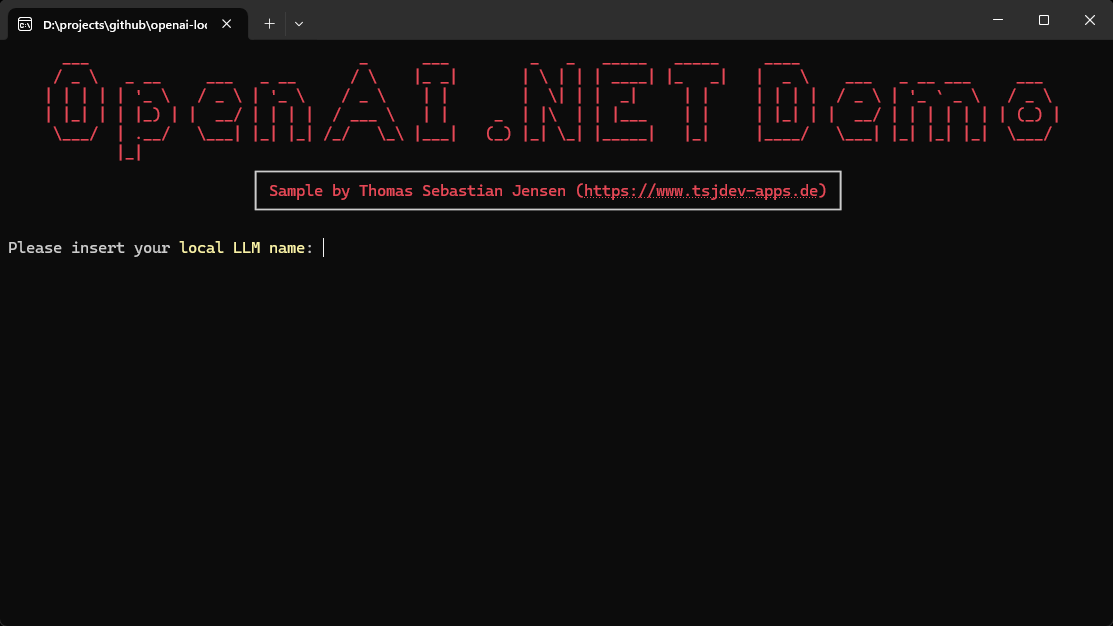 D:\projects\github\openai-loc
OpenAI .NET Demo
Sample by Thomas Sebastian Jensen (https://www.tsjdev-apps.de)
Please insert your local LLM name: